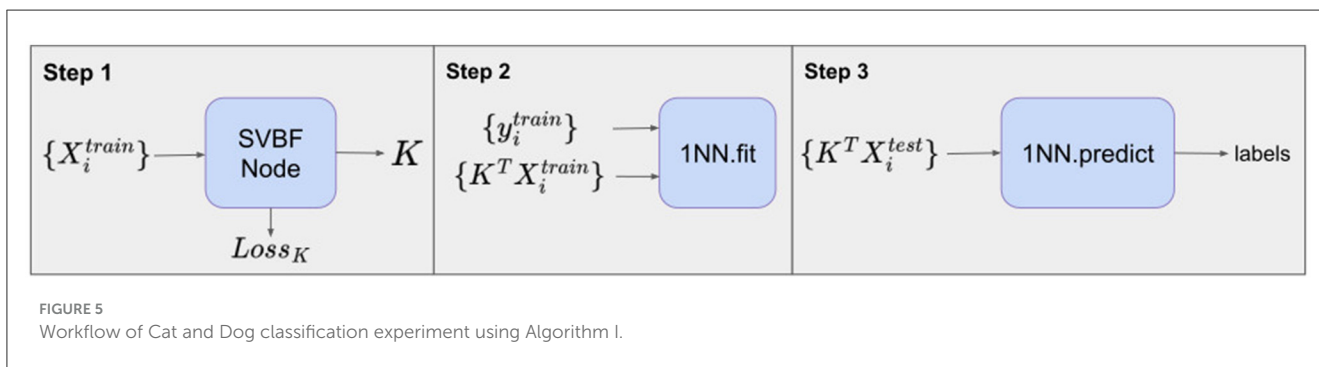 Step 1
{X_i^{train}}
SVBF
Node
K
Loss_K
Step 2
{y_i^{train}}
{K^T X_i^{train}}
1NN.fit
Step 3
{K^T X_i^{test}}
1NN.predict
labels
FIGURE 5
Workflow of Cat and Dog classification experiment using Algorithm I.